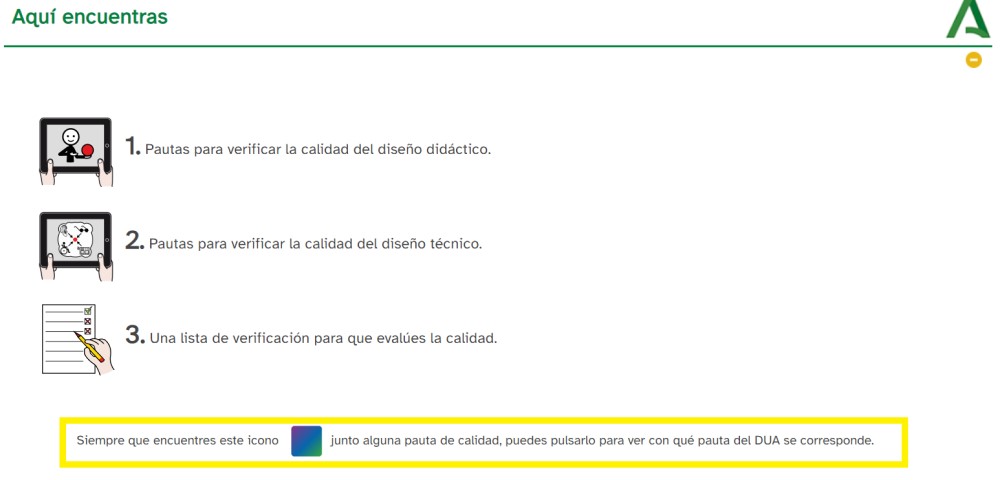 Aquí encuentras
1. Pautas para verificar la calidad del diseño didáctico.
2. Pautas para verificar la calidad del diseño técnico.
3. Una lista de verificación para que evalúes la calidad.
Siempre que encuentres este icono junto alguna pauta de calidad, puedes pulsarlo para ver con qué pauta del DUA se corresponde.